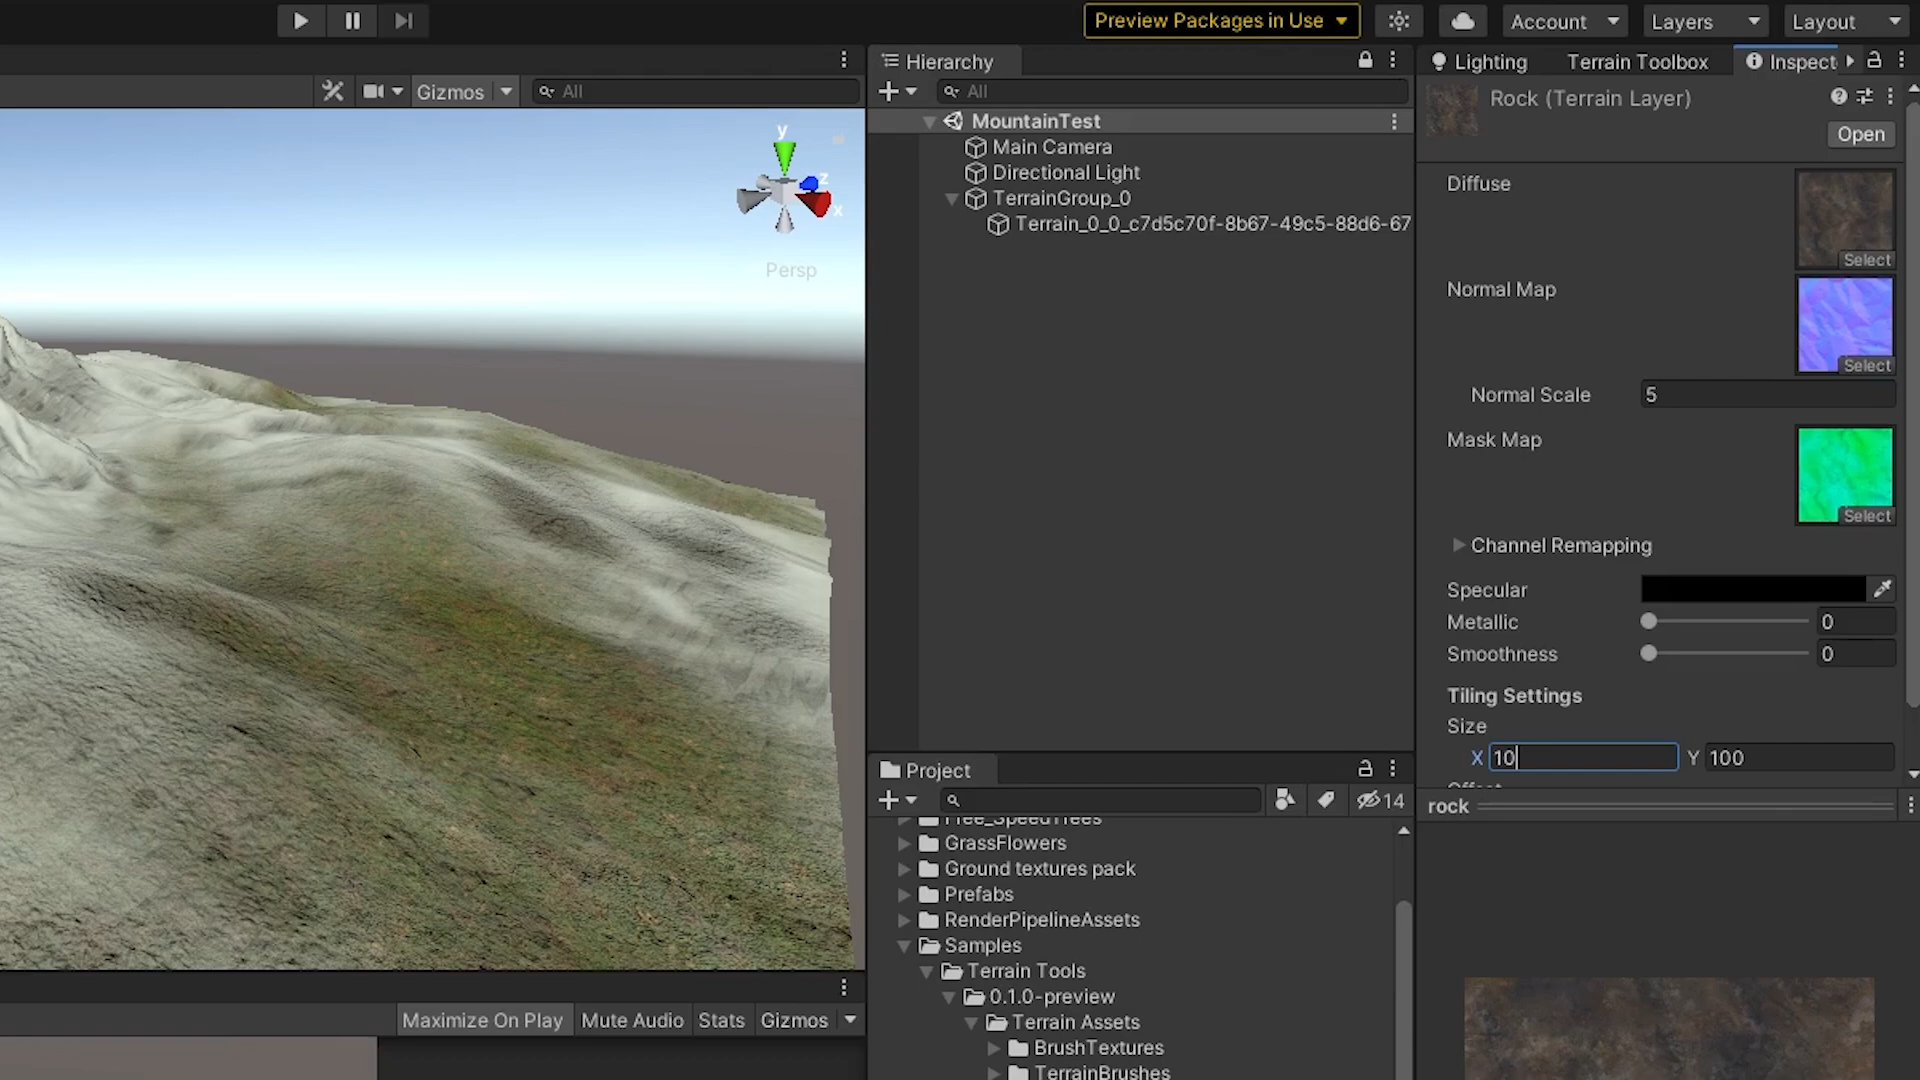 Preview Packages in Use
Account
Layers
Layout
Hierarchy
Lighting
Terrain Toolbox
Inspect
Gizmos
All
All
Rock (Terrain Layer)
Open
MountainTest
Main Camera
Directional Light
TerrainGroup_0
Terrain_0_0_c7d5c70f-8b67-49c5-88d6-67
y
z
x
Persp
Diffuse
Select
Normal Map
Select
Normal Scale
5
Mask Map
Select
Channel Remapping
Specular
Metallic
0
Smoothness
0
Tiling Settings
Size
X 10
Y 100
Offset
rock
Project
14
Free_SpeedTrees
GrassFlowers
Ground textures pack
Prefabs
RenderPipelineAssets
Samples
Terrain Tools
0.1.0-preview
Terrain Assets
BrushTextures
TerrainBrushes
Maximize On Play
Mute Audio
Stats
Gizmos